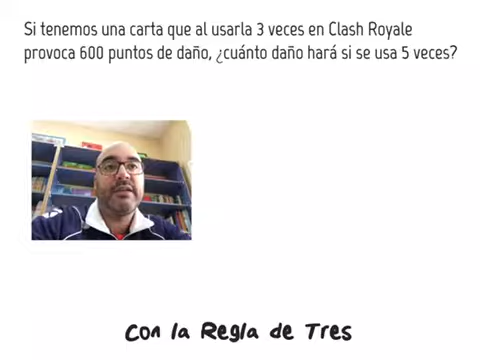 Si tenemos una carta que al usarla 3 veces en Clash Royale
provoca 600 puntos de daño, ¿cuánto daño hará si se usa 5 veces?
Con la Regla de Tres